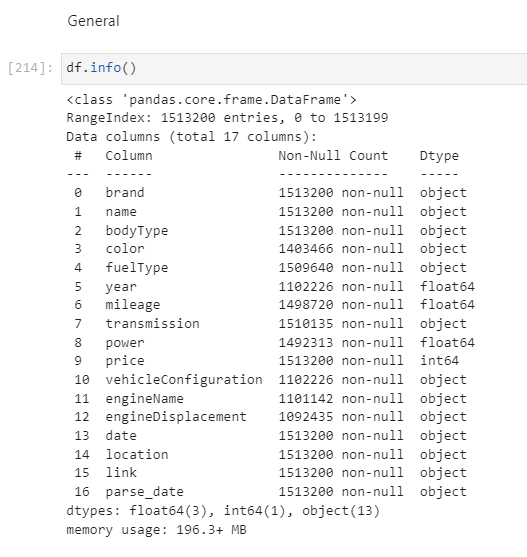 General
[214]: df.info()
<class 'pandas.core.frame.DataFrame'>
RangeIndex: 1513200 entries, 0 to 1513199
Data columns (total 17 columns):
 #   Column                Non-Null Count    Dtype
---  ------                --------------    -----
 0   brand                 1513200 non-null  object
 1   name                  1513200 non-null  object
 2   bodyType              1513200 non-null  object
 3   color                 1403466 non-null  object
 4   fuelType              1509640 non-null  object
 5   year                  1102226 non-null  float64
 6   mileage               1498720 non-null  float64
 7   transmission          1510135 non-null  object
 8   power                 1492313 non-null  float64
 9   price                 1513200 non-null  int64
 10  vehicleConfiguration  1102226 non-null  object
 11  engineName            1101142 non-null  object
 12  engineDisplacement    1092435 non-null  object
 13  date                  1513200 non-null  object
 14  location              1513200 non-null  object
 15  link                  1513200 non-null  object
 16  parse_date            1513200 non-null  object
dtypes: float64(3), int64(1), object(13)
memory usage: 196.3+ MB